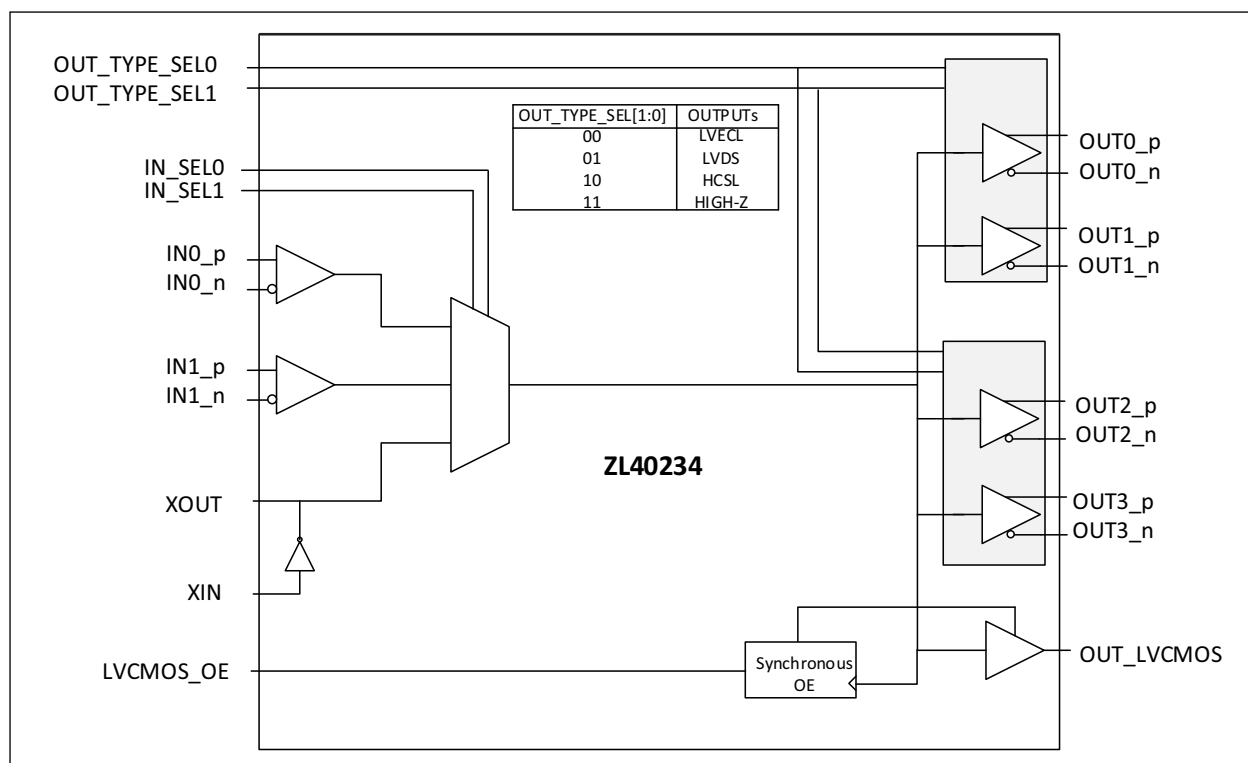 OUT_TYPE_SEL0
OUT_TYPE_SEL1
OUT_TYPE_SEL[1:0] OUTPUTs
00 LVECL
01 LVDS
10 HCSL
11 HIGH-Z
IN_SEL0
IN_SEL1
IN0_p
IN0_n
IN1_p
IN1_n
XOUT
XIN
LVCMOS_OE
ZL40234
Synchronous
OE
OUT0_p
OUT0_n
OUT1_p
OUT1_n
OUT2_p
OUT2_n
OUT3_p
OUT3_n
OUT_LVCMOS